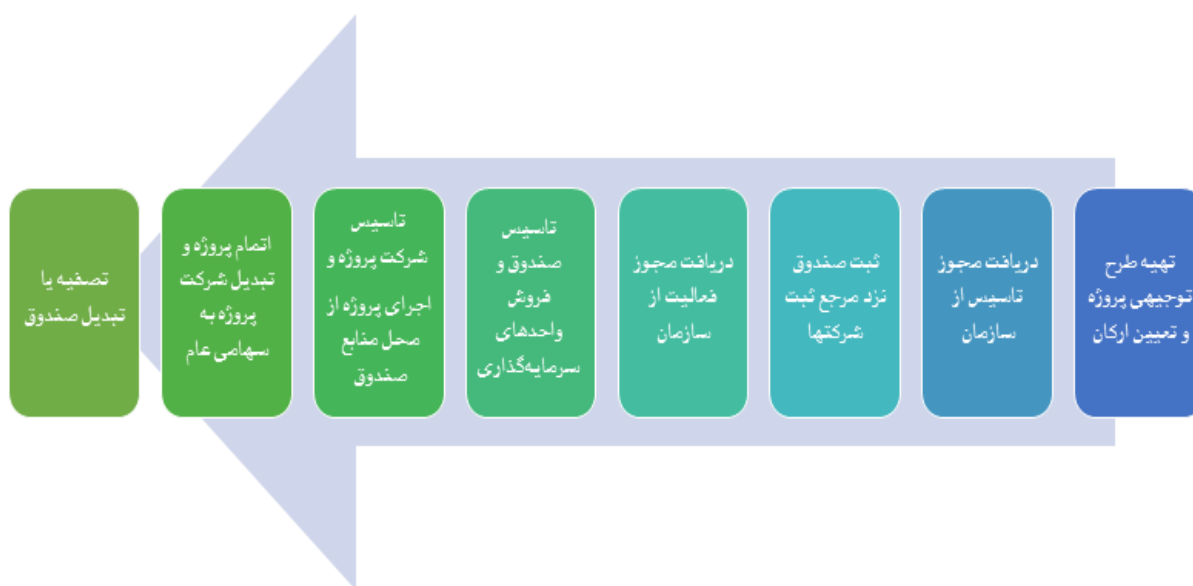 تهیه طرح
توجیهی پروژه
و تعیین ارکان
دریافت مجوز
تاسیس از
سازمان
ثبت صندوق
نزد مرجع ثبت
شرکتها
دریافت مجوز
فعالیت از
سازمان
تاسیس
صندوق و
فروش
واحدهای
سرمایه‌گذاری
تاسیس
شرکت پروژه و
اجرای پروژه از
محل منابع
صندوق
اتمام پروژه و
تبدیل شرکت
پروژه به
سهامی عام
تصفیه یا
تبدیل صندوق